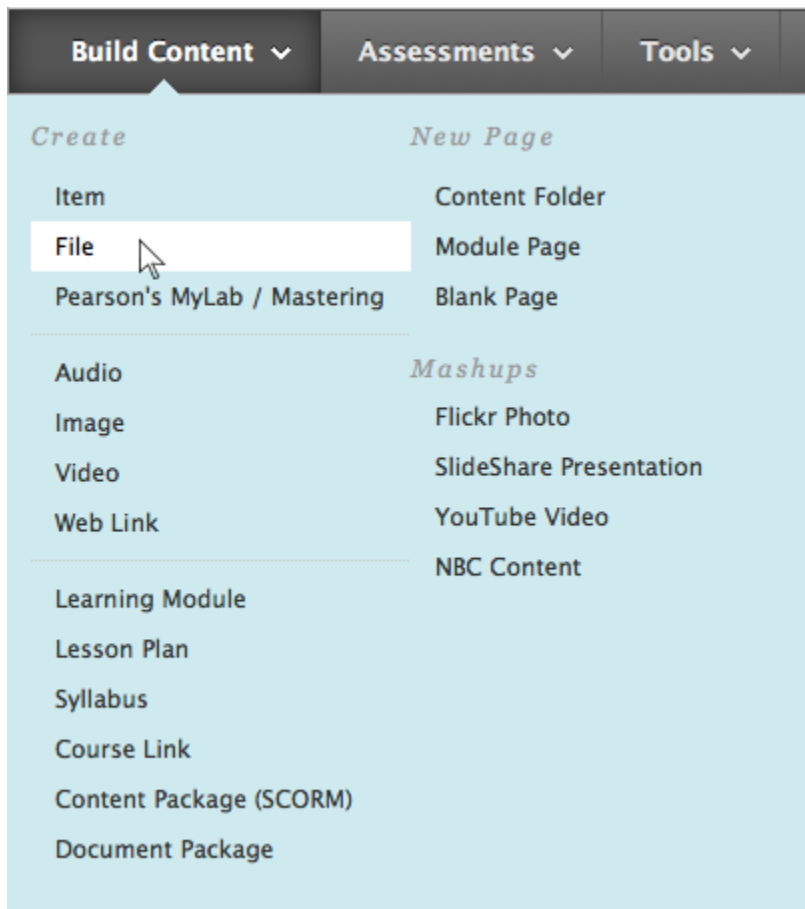 Build Content
Assessments
Tools
Create
Item
File
Pearson's MyLab / Mastering
Audio
Image
Video
Web Link
Learning Module
Lesson Plan
Syllabus
Course Link
Content Package (SCORM)
Document Package
New Page
Content Folder
Module Page
Blank Page
Mashups
Flickr Photo
SlideShare Presentation
YouTube Video
NBC Content